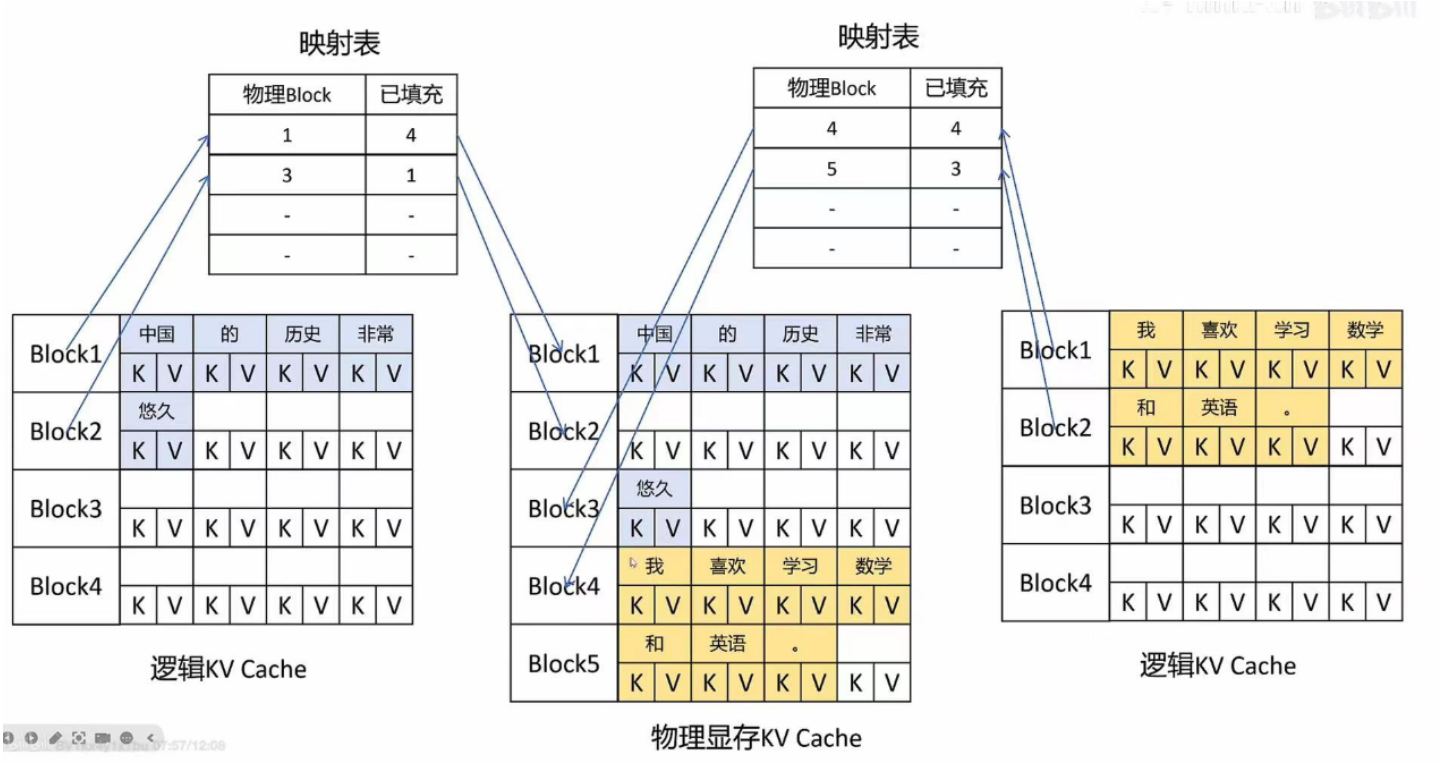 映射表
物理Block 已填充
1 4
3 1
- -
- -
映射表
物理Block 已填充
4 4
5 3
- -
- -
Block1 中国 的 历史 非常
K V K V K V K V
Block2 悠久
K V K V K V K V
Block3
K V K V K V K V
Block4
K V K V K V K V
逻辑KV Cache
Block1 中国 的 历史 非常
K V K V K V K V
Block2
K V K V K V K V
Block3 悠久
K V K V K V K V
Block4 我 喜欢 学习 数学
K V K V K V K V
Block5 和 英语 。
K V K V K V K V
物理显存KV Cache
Block1 我 喜欢 学习 数学
K V K V K V K V
Block2 和 英语 。
K V K V K V K V
Block3
K V K V K V K V
Block4
K V K V K V K V
逻辑KV Cache
07:57/12:08